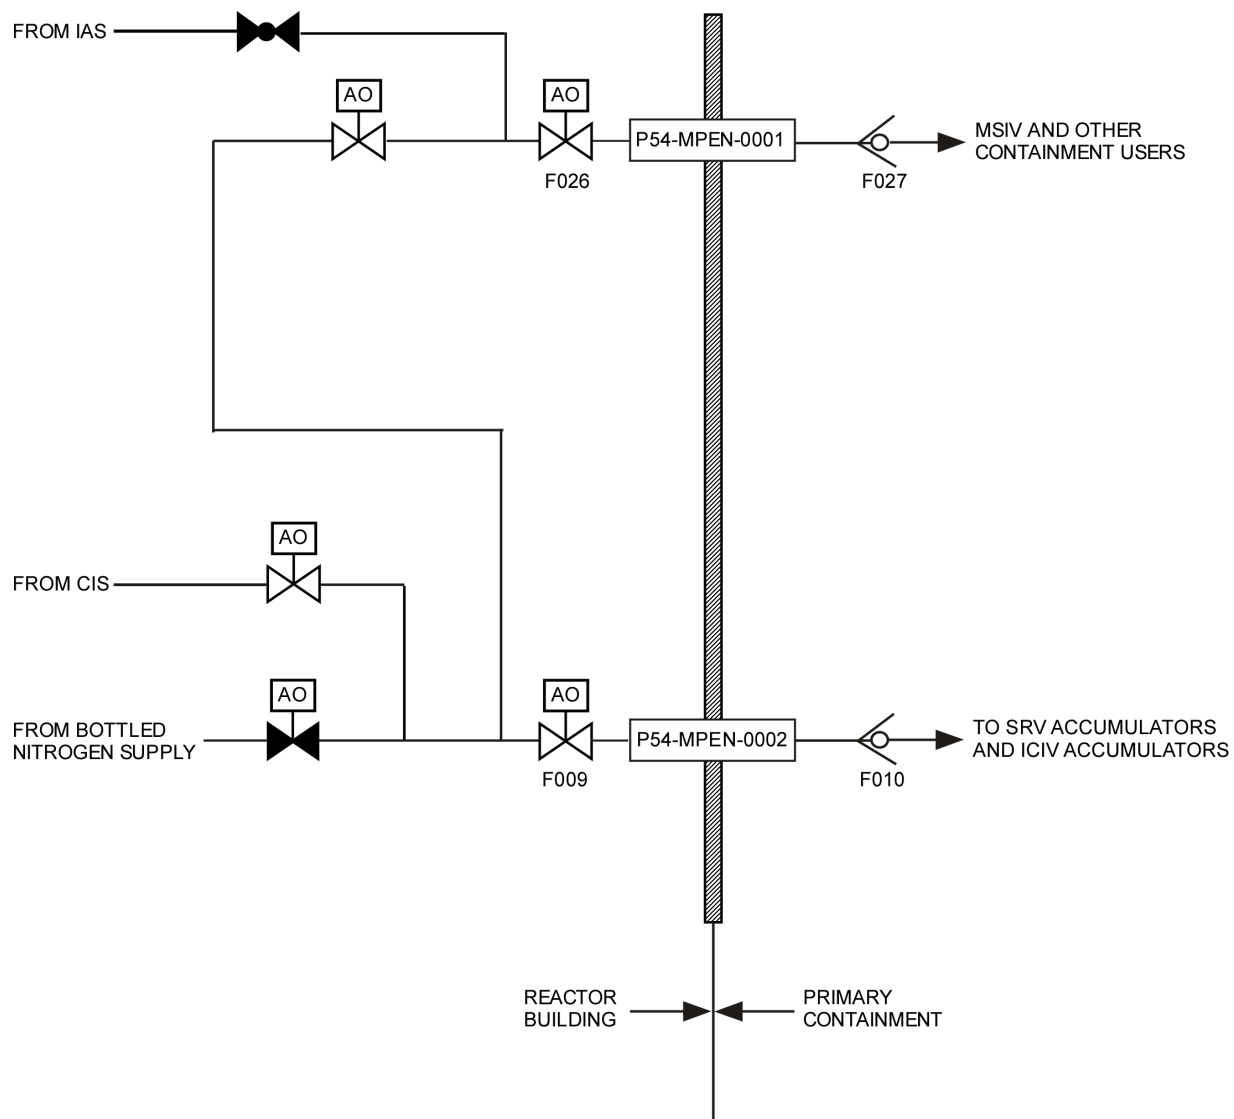 FROM IAS
AO
AO
P54-MPEN-0001
MSIV AND OTHER
CONTAINMENT USERS
F026
F027
AO
FROM CIS
AO
AO
FROM BOTTLED
NITROGEN SUPPLY
P54-MPEN-0002
TO SRV ACCUMULATORS
AND ICIV ACCUMULATORS
F009
F010
REACTOR
BUILDING
PRIMARY
CONTAINMENT